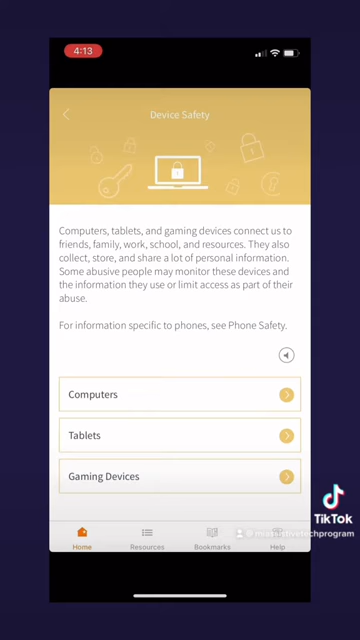 4:13
Device Safety
Computers, tablets, and gaming devices connect us to
friends, family, work, school, and resources. They also
collect, store, and share a lot of personal information.
Some abusive people may monitor these devices and
the information they use or limit access as part of their
abuse.
For information specific to phones, see Phone Safety.
Computers
Tablets
Gaming Devices
TikTok
@miassistivetechprogram
Home
Resources
Bookmarks
Help